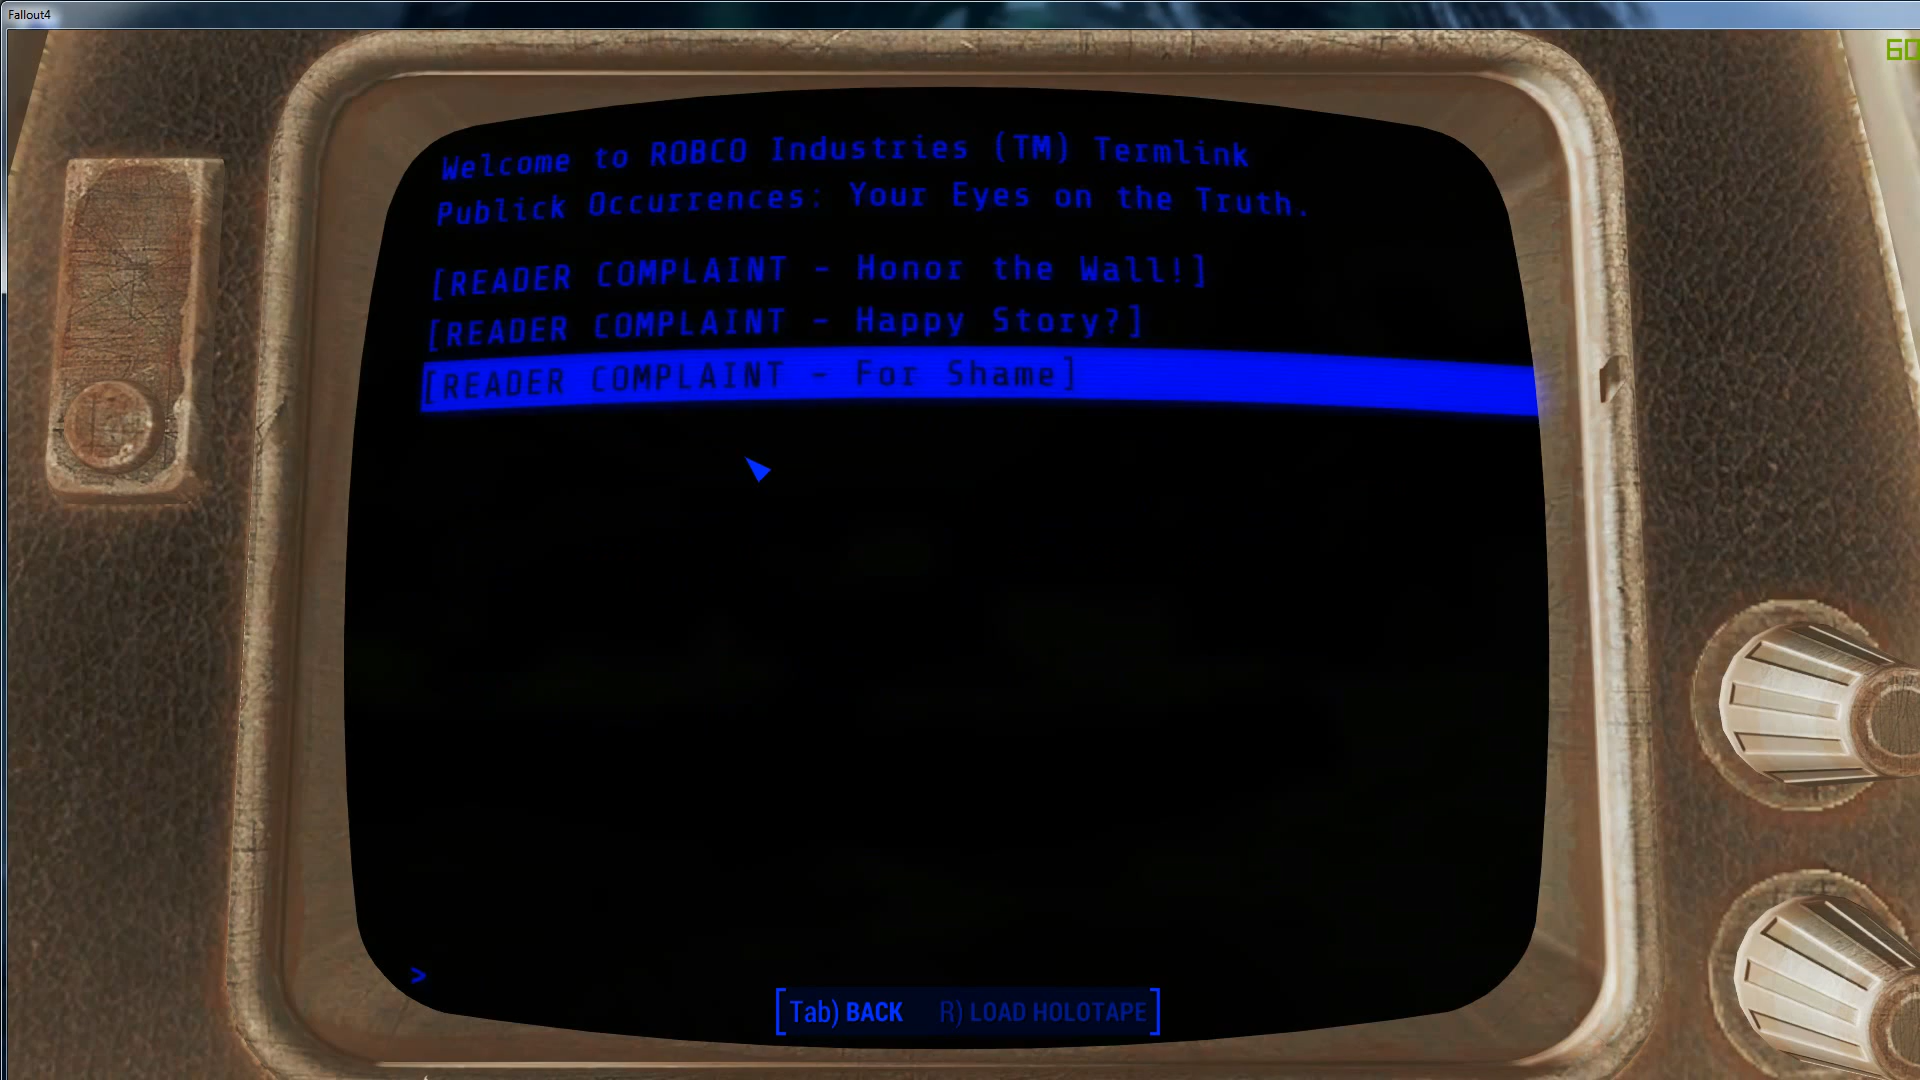 Fallout4
60
Welcome to ROBCO Industries (TM) Termlink
Publick Occurrences: Your Eyes on the Truth.
[READER COMPLAINT - Honor the Wall!]
[READER COMPLAINT - Happy Story?]
[READER COMPLAINT - For Shame]
>
[Tab) BACK R) LOAD HOLOTAPE]